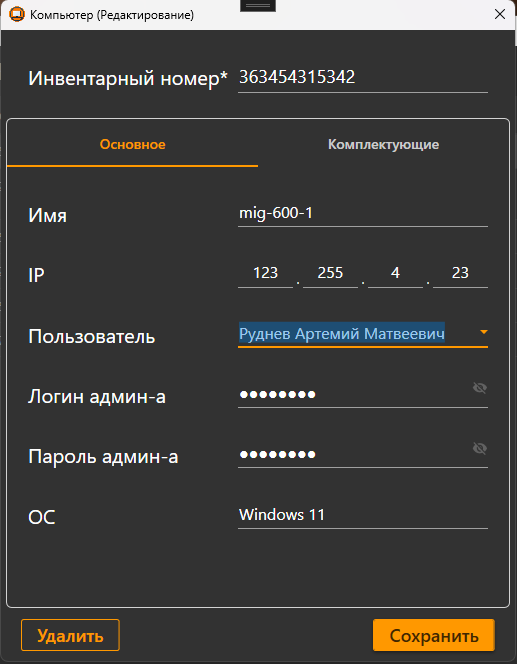 Компьютер (Редактирование)
Инвентарный номер* 363454315342
Основное Комплектующие
Имя mig-600-1
IP 123 . 255 . 4 . 23
Пользователь Руднев Артемий Матвеевич
Логин админ-а ●●●●●●●●
Пароль админ-а ●●●●●●●●
ОС Windows 11
Удалить Сохранить